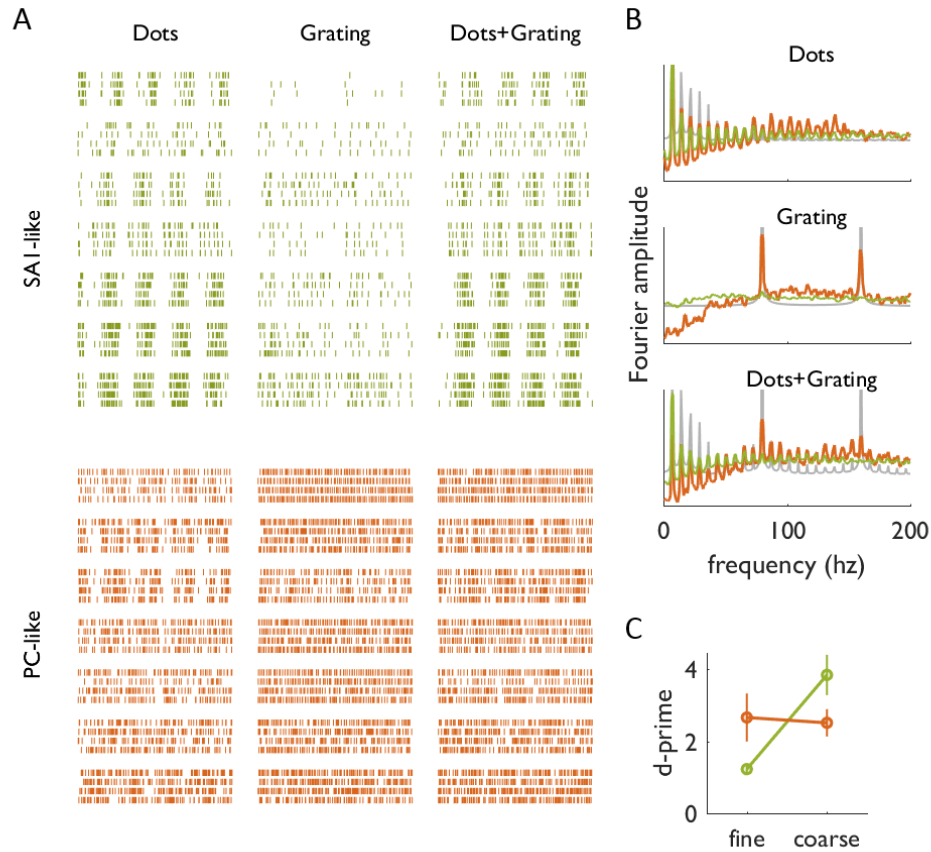 A
Dots
Grating
Dots+Grating
SA1-like
PC-like
B
Dots
Grating
Dots+Grating
Fourier amplitude
0
100
200
frequency (hz)
C
4
2
0
d-prime
fine
coarse